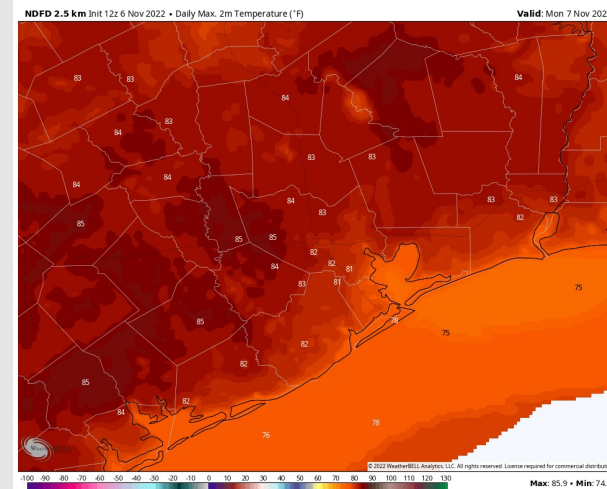 NDFD 2.5 km Init 12z 6 Nov 2022 • Daily Max. 2m Temperature (°F) Valid: Mon 7 Nov 202
83 83 84
84
83
84
83 83
84 84
84 83 83
83 82
85
85 85
82
84 82 81
83 81
75
85 78 75
82
82
85
84 82
78
76
© 2022 WeatherBELL Analytics, LLC. All rights reserved. License required for commercial distribut
-100 -90 -80 -70 -60 -50 -40 -30 -20 -10 0 10 20 30 40 50 60 70 80 90 100 110 120 130
Max: 85.9 • Min: 74.